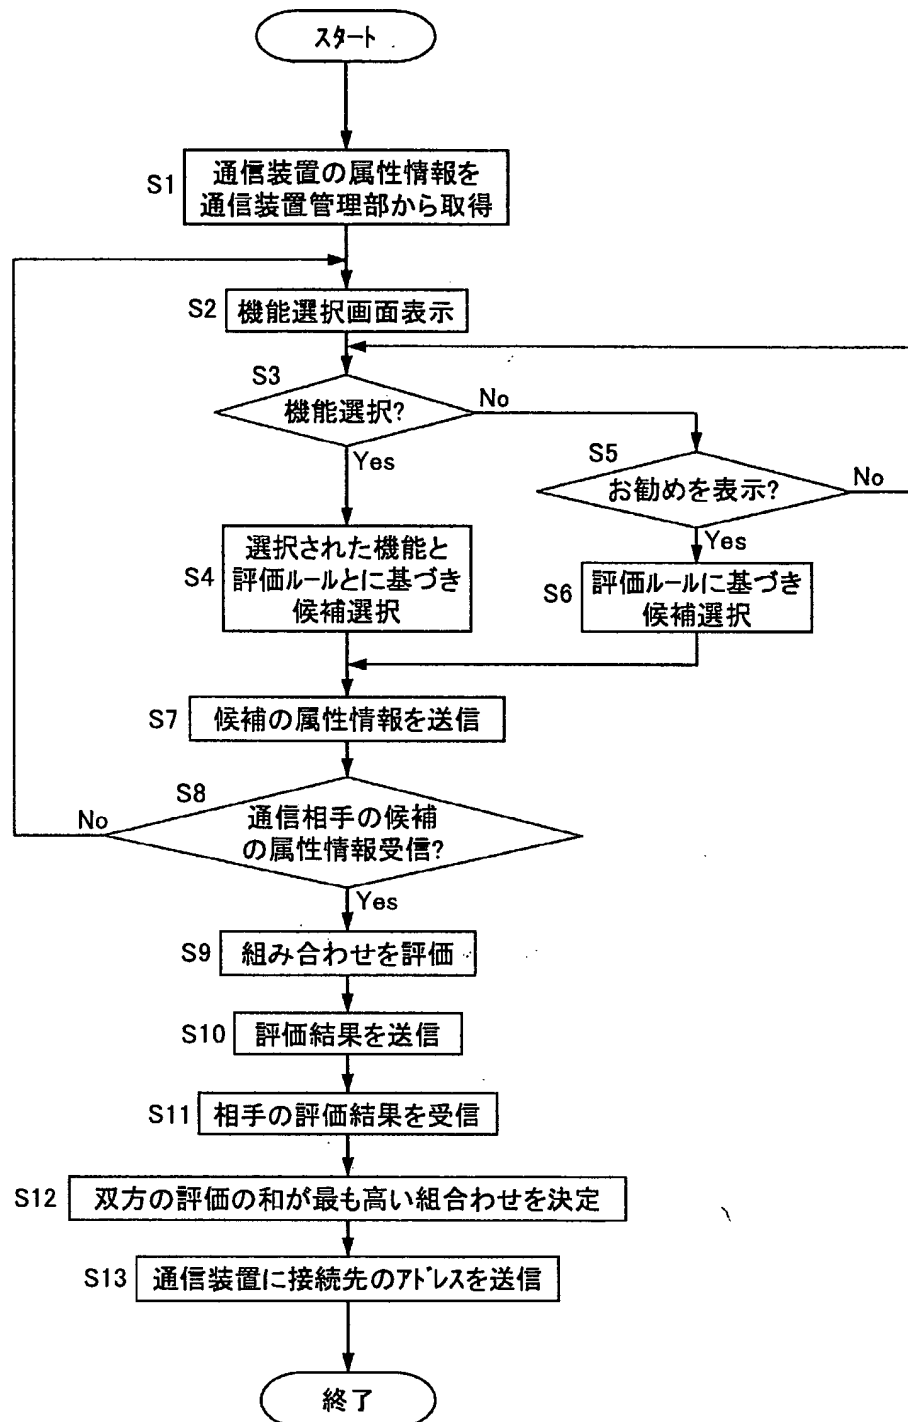 スタート
S1
通信装置の属性情報を
通信装置管理部から取得
S2
機能選択画面表示
S3
機能選択?
No
Yes
S5
お勧めを表示?
No
Yes
S4
選択された機能と
評価ルールとに基づき
候補選択
S6
評価ルールに基づき
候補選択
S7
候補の属性情報を送信
S8
通信相手の候補
の属性情報受信?
No
Yes
S9
組み合わせを評価
S10
評価結果を送信
S11
相手の評価結果を受信
S12
双方の評価の和が最も高い組合わせを決定
S13
通信装置に接続先のアドレスを送信
終了